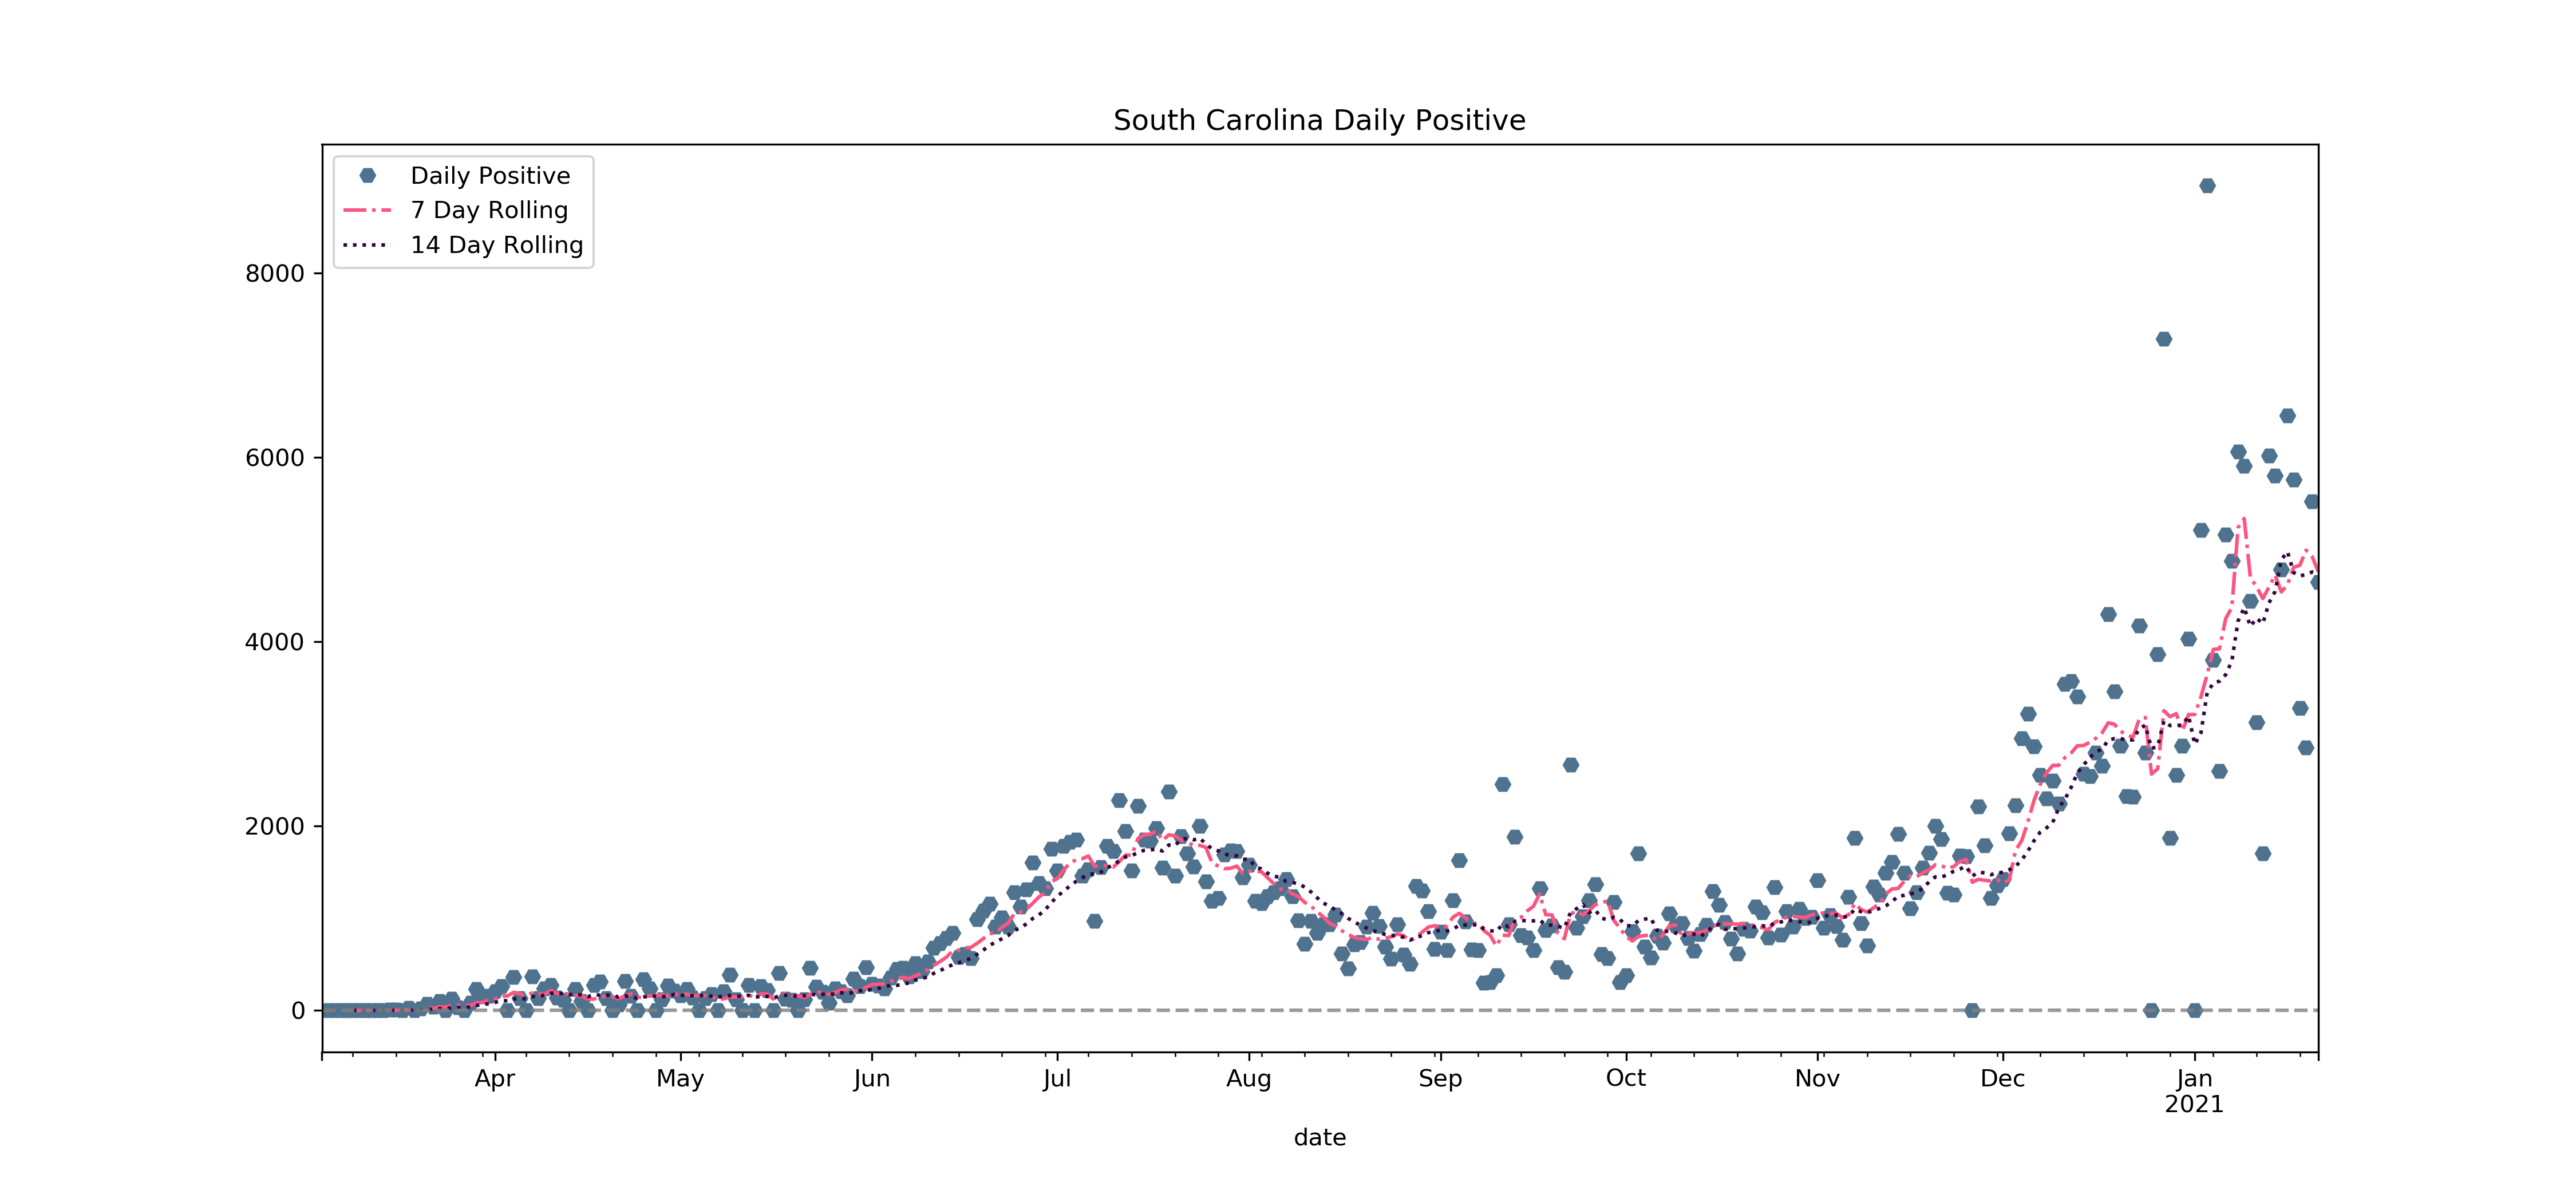 South Carolina Daily Positive
Daily Positive
7 Day Rolling
14 Day Rolling
8000
6000
4000
2000
0
Apr May Jun Jul Aug Sep Oct Nov Dec Jan
2021
date